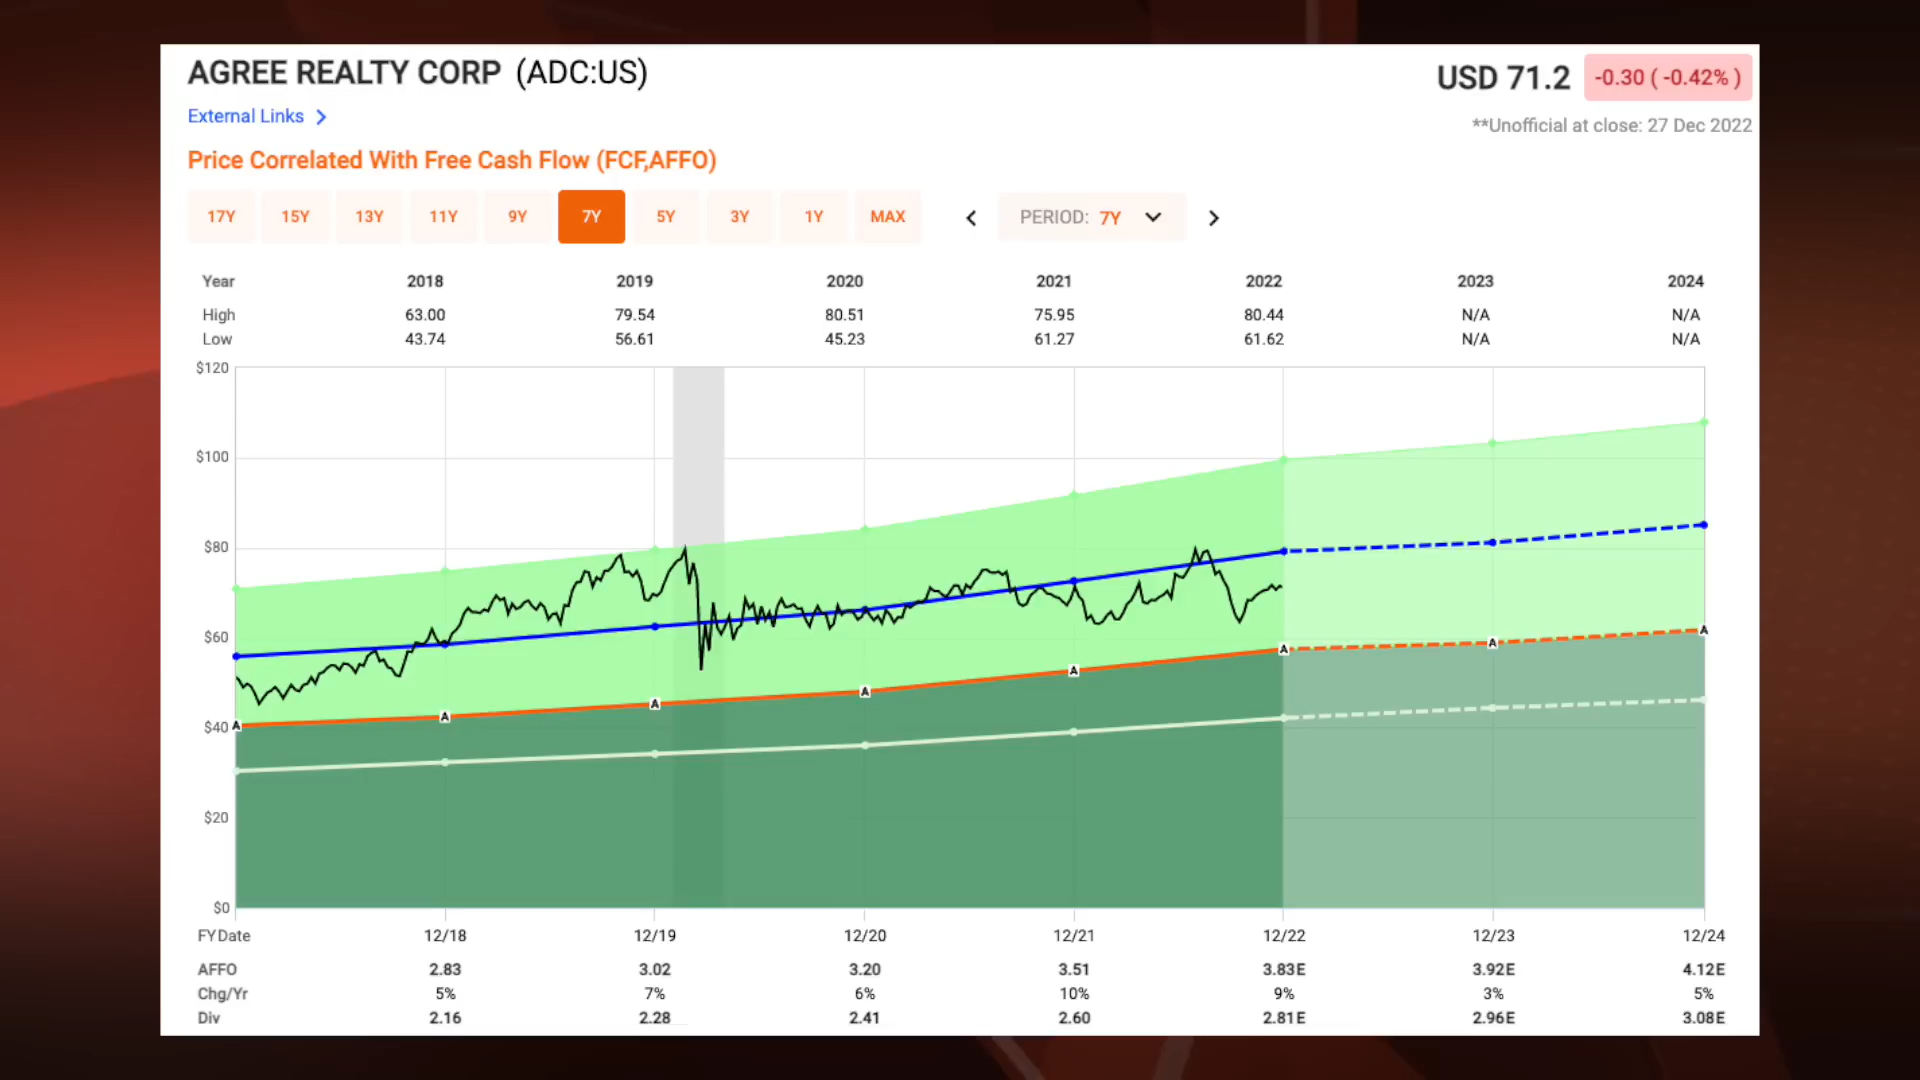 AGREE REALTY CORP (ADC:US)
USD 71.2 -0.30 ( -0.42% )
External Links
**Unofficial at close: 27 Dec 2022
Price Correlated With Free Cash Flow (FCF,AFFO)
17Y 15Y 13Y 11Y 9Y 7Y 5Y 3Y 1Y MAX PERIOD: 7Y
Year 2018 2019 2020 2021 2022 2023 2024
High 63.00 79.54 80.51 75.95 80.44 N/A N/A
Low 43.74 56.61 45.23 61.27 61.62 N/A N/A
$120
$100
$80
$60
$40
$20
$0
A A A A A A A A
FYDate 12/18 12/19 12/20 12/21 12/22 12/23 12/24
AFFO 2.83 3.02 3.20 3.51 3.83E 3.92E 4.12E
Chg/Yr 5% 7% 6% 10% 9% 3% 5%
Div 2.16 2.28 2.41 2.60 2.81E 2.96E 3.08E